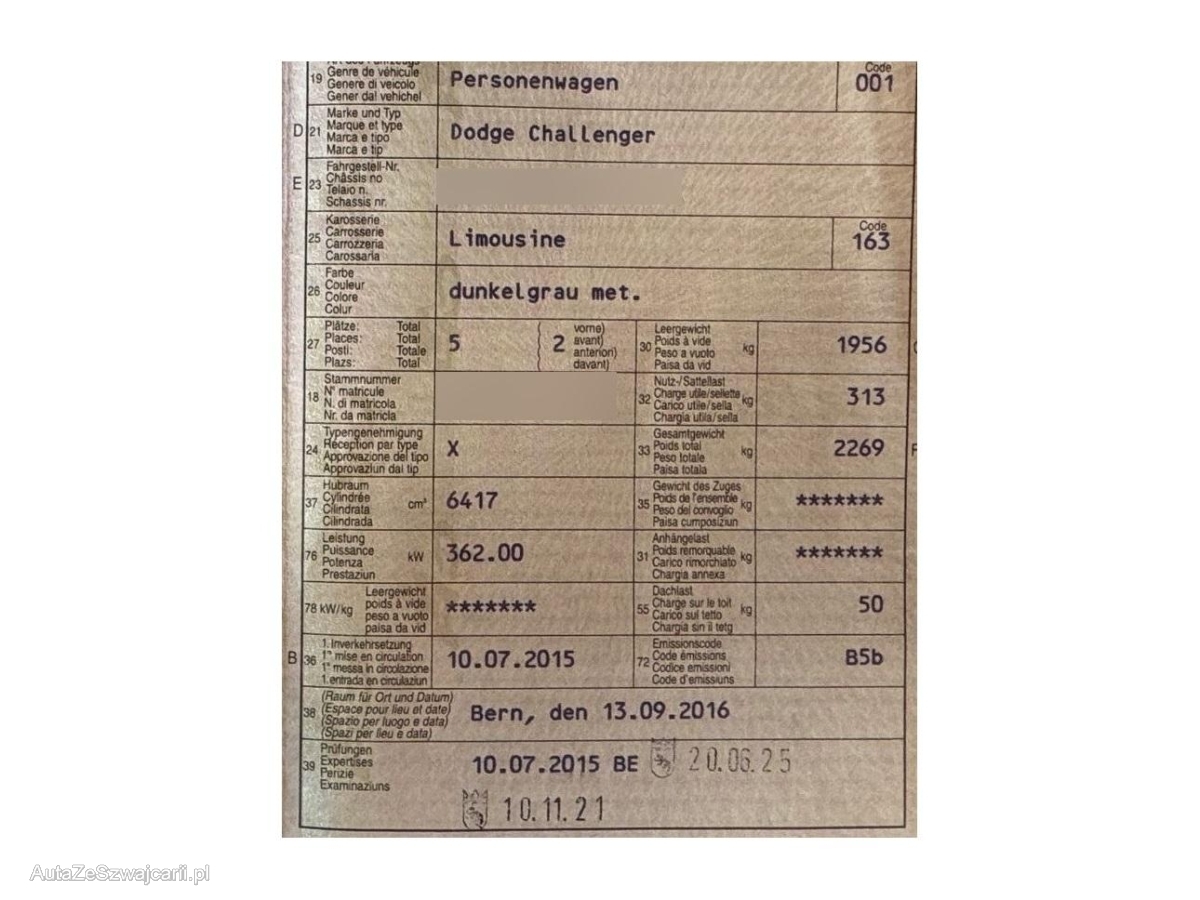 Art des Fahrzeugs
19 Genre de véhicule
Genere di veicolo
Gener dal vehichel
Personenwagen
Code
001
D 21 Marke und Typ
Marque et type
Marca e tipo
Marca e tip
Dodge Challenger
E 23 Fahrgestell-Nr.
Châssis no
Telaio n.
Schassis nr.
25 Karosserie
Carrosserie
Carrozzeria
Carossaria
Limousine
Code
163
26 Farbe
Couleur
Colore
Colur
dunkelgrau met.
27 Plätze: Total
Places: Total
Posti: Totale
Plazs: Total
5
2 vorne)
avant)
anteriori)
davant)
30 Leergewicht
Poids à vide
Peso a vuoto
Paisa da vid
kg
1956
18 Stammnummer
N° matricule
N. di matricola
Nr. da matricla
32 Nutz-/Sattellast
Charge utile/sellette
Carico utile/sella
Chargia utila/sella
kg
313
24 Typengenehmigung
Réception par type
Approvazione del tipo
Approvaziun dal tip
X
33 Gesamtgewicht
Poids total
Peso totale
Paisa totala
kg
2269
F
37 Hubraum
Cylindrée
Cilindrata
Cilindrada
cm³
6417
35 Gewicht des Zuges
Poids de l'ensemble
Peso del convoglio
Paisa cumposiziun
kg
*******
76 Leistung
Puissance
Potenza
Prestaziun
kW
362.00
31 Anhängelast
Poids remorquable
Carico rimorchiato
Chargia annexa
kg
*******
78 kW/kg Leergewicht
poids à vide
peso a vuoto
paisa da vid
*******
55 Dachlast
Charge sur le toit
Carico sul tetto
Chargia sin il tetg
kg
50
B 36 1. Inverkehrsetzung
1re mise en circulation
1a messa in circolazione
1. entrada en circulaziun
10.07.2015
72 Emissionscode
Code émissions
Codice emissioni
Code d'emissiuns
B5b
38 (Raum für Ort und Datum)
(Espace pour lieu et date)
(Spazio per luogo e data)
(Spazi per lieu e data)
Bern, den 13.09.2016
39 Prüfungen
Expertises
Perizie
Examinaziuns
10.07.2015 BE 20.06.25
10.11.21
AutaZeSzwajcarii.pl